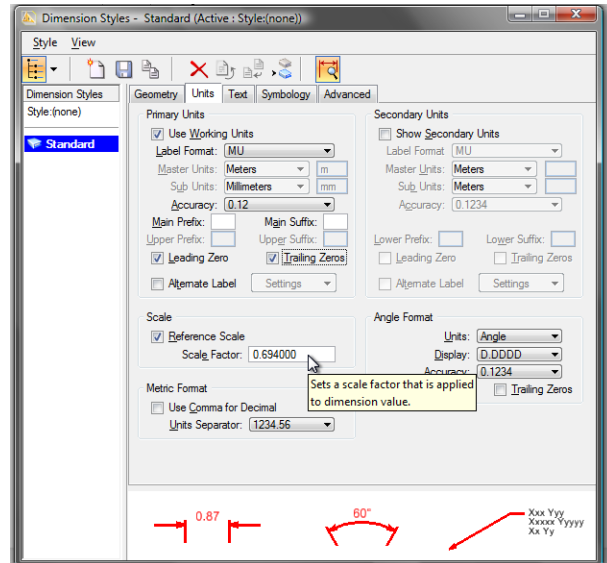 Dimension Styles - Standard (Active : Style:(none))
Style View
Dimension Styles
Style:(none)
Standard
Geometry Units Text Symbology Advanced
Primary Units
Use Working Units
Label Format: MU
Master Units: Meters m
Sub Units: Millimeters mm
Accuracy: 0.12
Main Prefix: Main Suffix:
Upper Prefix: Upper Suffix:
Leading Zero Trailing Zeros
Alternate Label Settings
Secondary Units
Show Secondary Units
Label Format MU
Master Units: Meters
Sub Units: Meters
Accuracy: 0.1234
Lower Prefix: Lower Suffix:
Leading Zero Trailing Zeros
Alternate Label Settings
Scale
Reference Scale
Scale Factor: 0.694000
Sets a scale factor that is applied
to dimension value.
Angle Format
Units: Angle
Display: D.DDDD
Accuracy: 0.1234
Trailing Zeros
Metric Format
Use Comma for Decimal
Units Separator: 1234.56
0.87
60°
Xxx Yyy
Xxxxx Yyyyy
Xx Yy